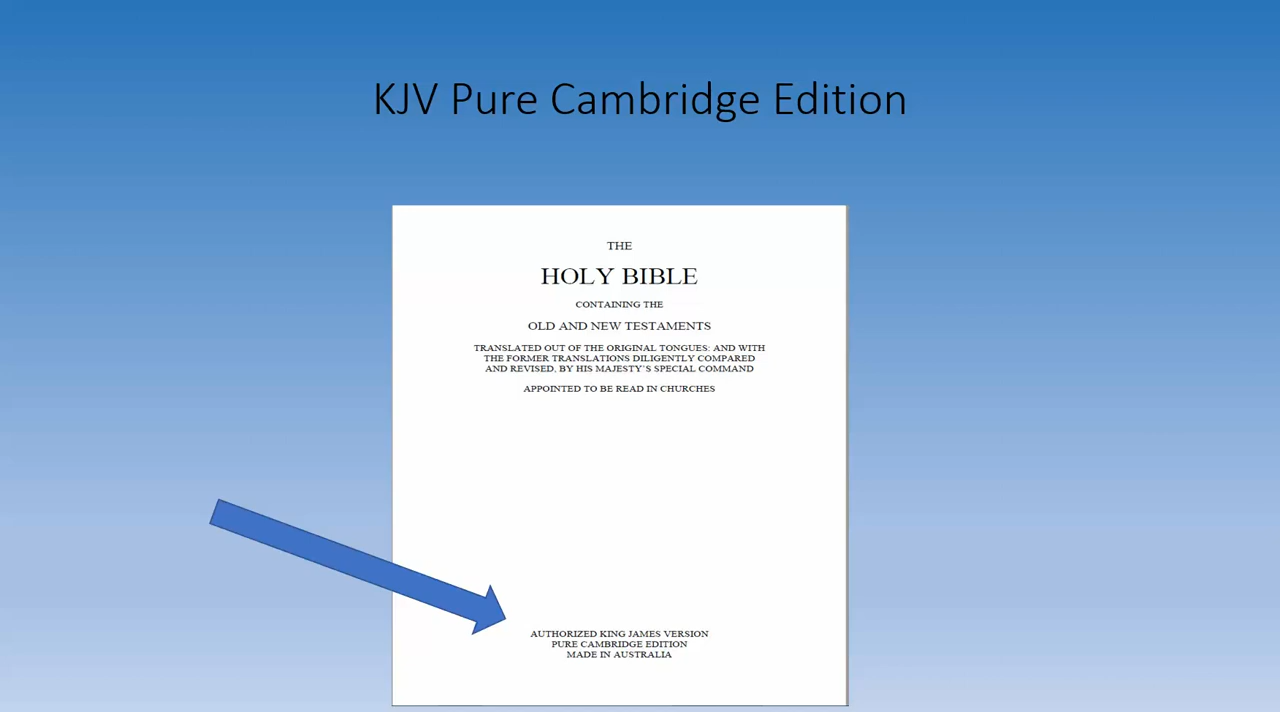 KJV Pure Cambridge Edition
THE
HOLY BIBLE
CONTAINING THE
OLD AND NEW TESTAMENTS
TRANSLATED OUT OF THE ORIGINAL TONGUES: AND WITH
THE FORMER TRANSLATIONS DILIGENTLY COMPARED
AND REVISED, BY HIS MAJESTY'S SPECIAL COMMAND
APPOINTED TO BE READ IN CHURCHES
AUTHORIZED KING JAMES VERSION
PURE CAMBRIDGE EDITION
MADE IN AUSTRALIA